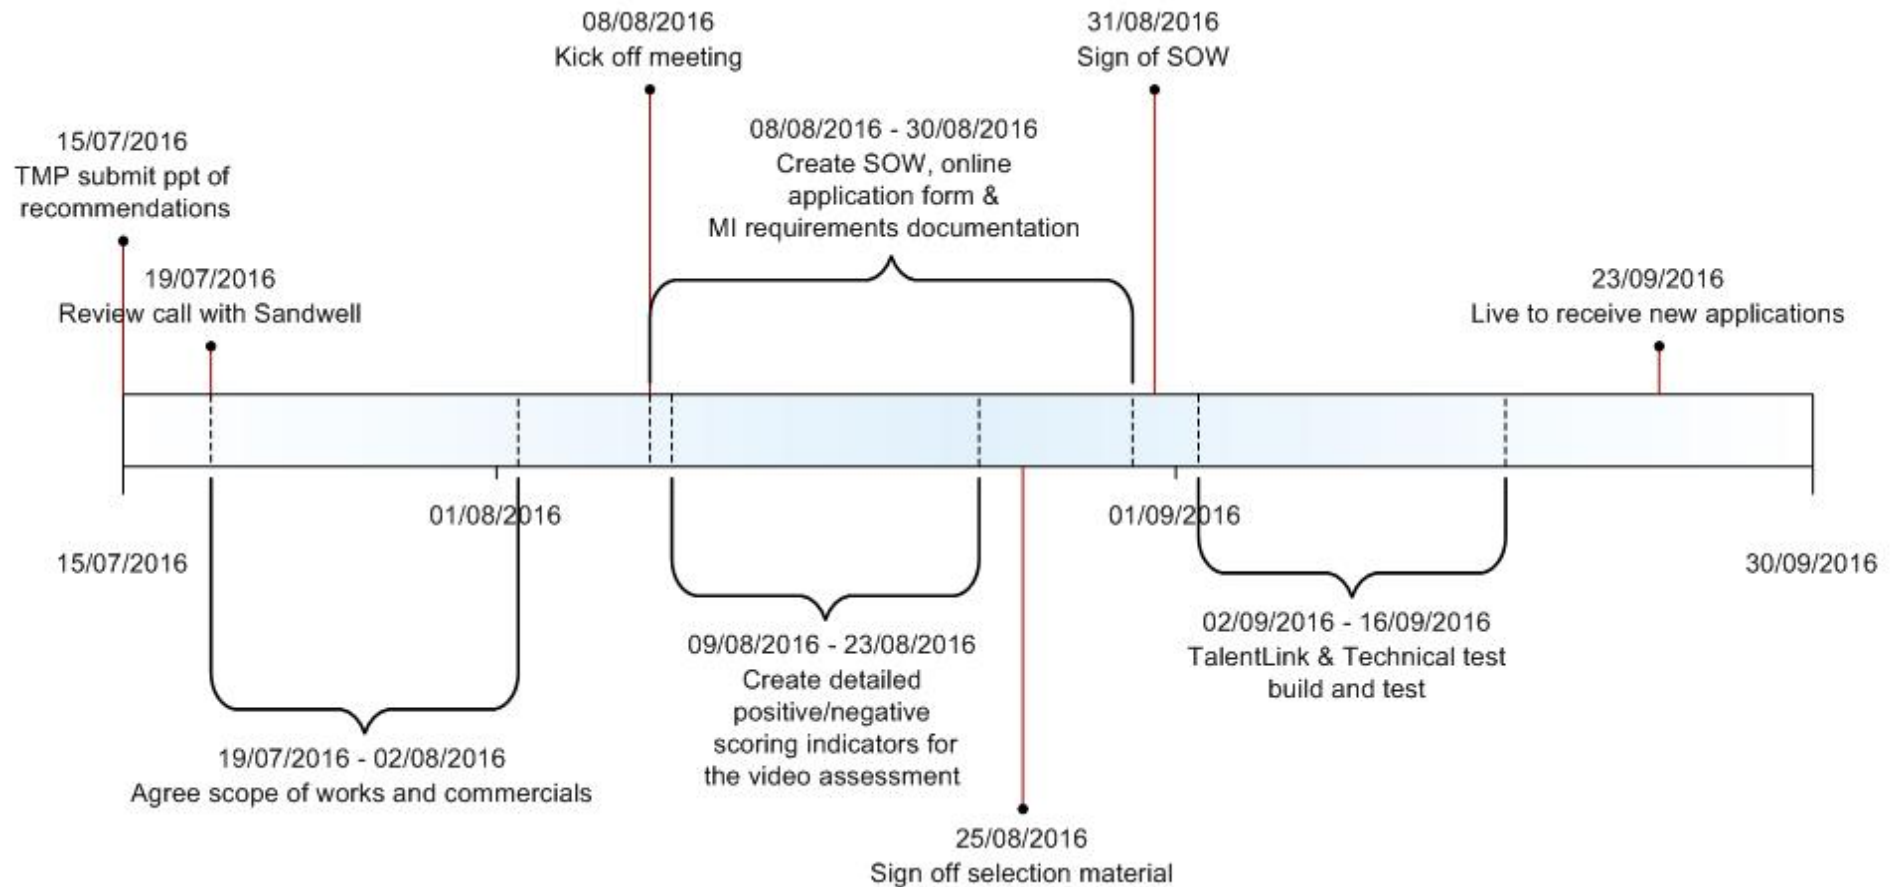 08/08/2016
Kick off meeting
31/08/2016
Sign of SOW
15/07/2016
TMP submit ppt of
recommendations
08/08/2016 - 30/08/2016
Create SOW, online
application form &
MI requirements documentation
19/07/2016
Review call with Sandwell
23/09/2016
Live to receive new applications
01/08/2016
01/09/2016
15/07/2016
30/09/2016
19/07/2016 - 02/08/2016
Agree scope of works and commercials
09/08/2016 - 23/08/2016
Create detailed
positive/negative
scoring indicators for
the video assessment
02/09/2016 - 16/09/2016
TalentLink & Technical test
build and test
25/08/2016
Sign off selection material